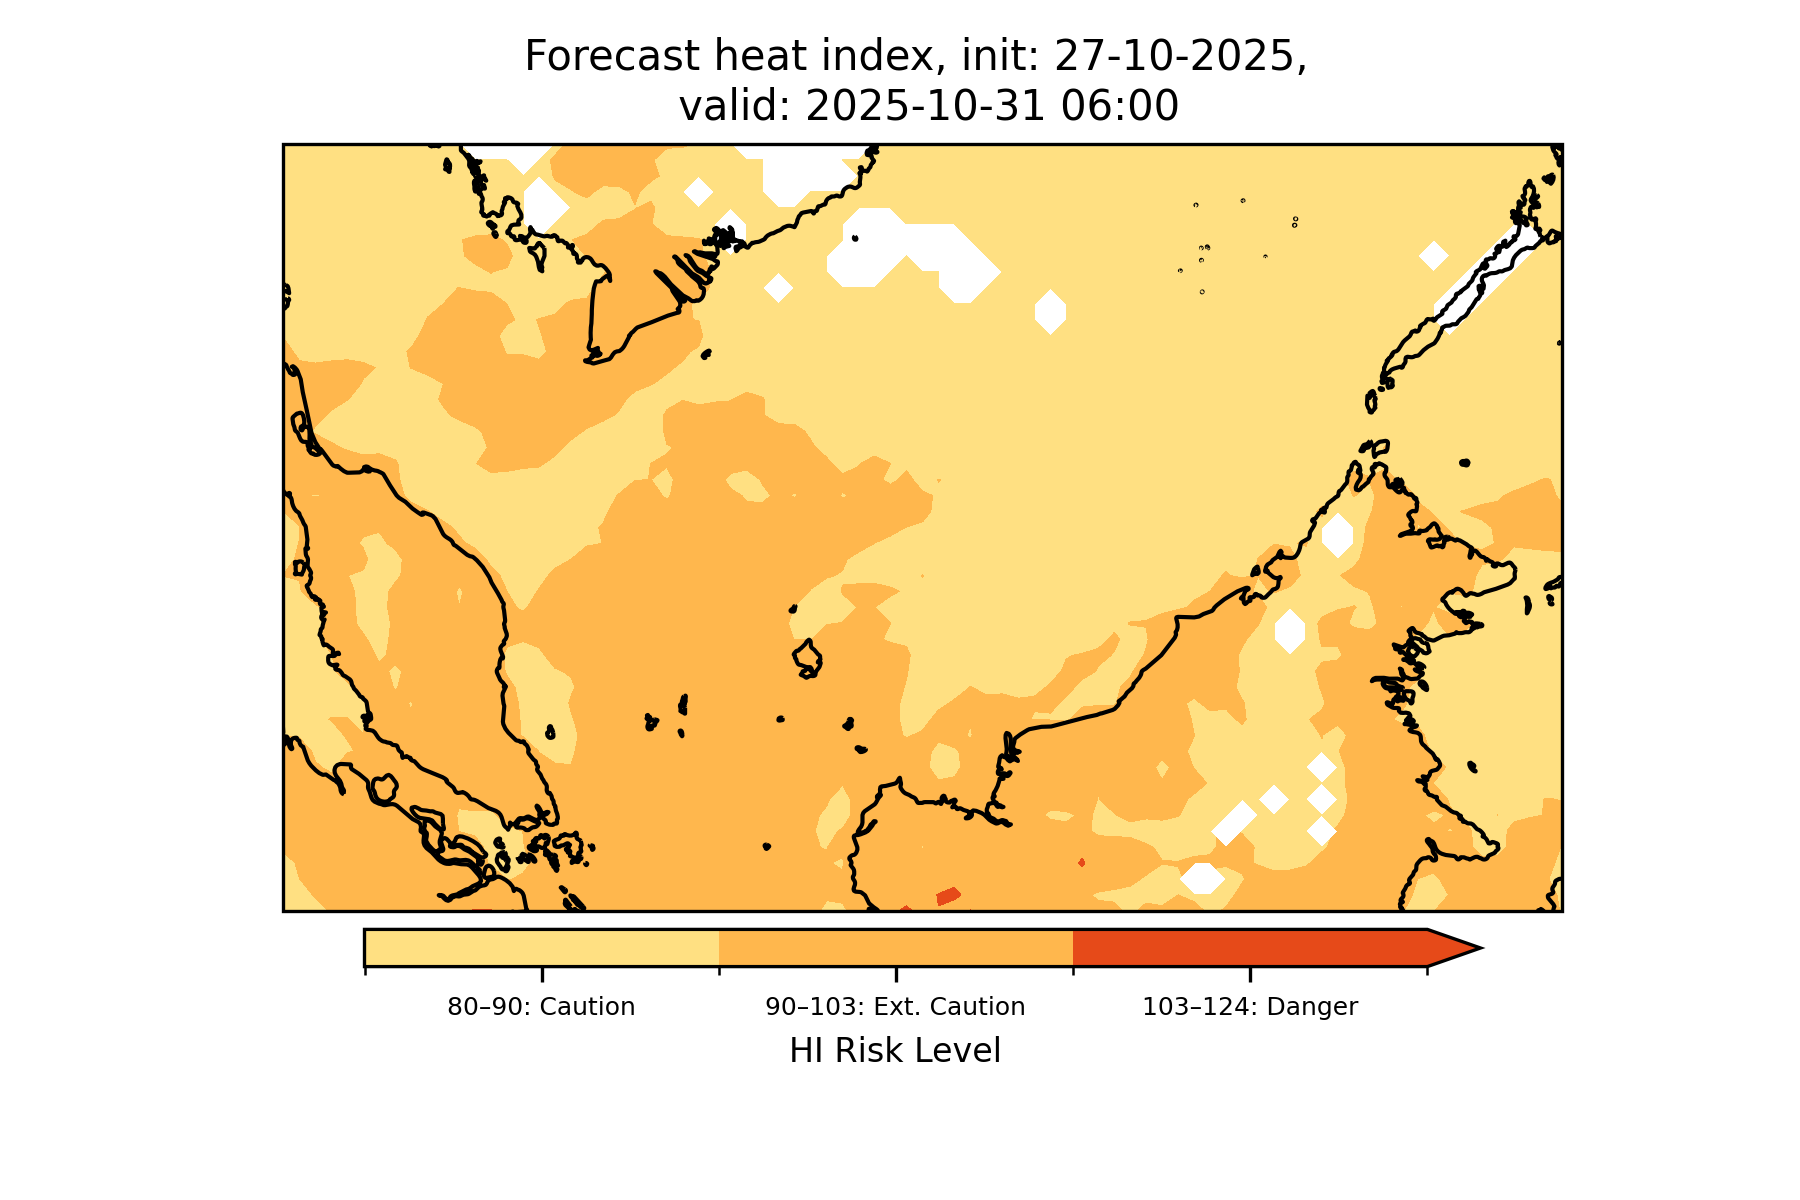 Forecast heat index, init: 27-10-2025,
valid: 2025-10-31 06:00
80–90: Caution
90–103: Ext. Caution
103–124: Danger
HI Risk Level